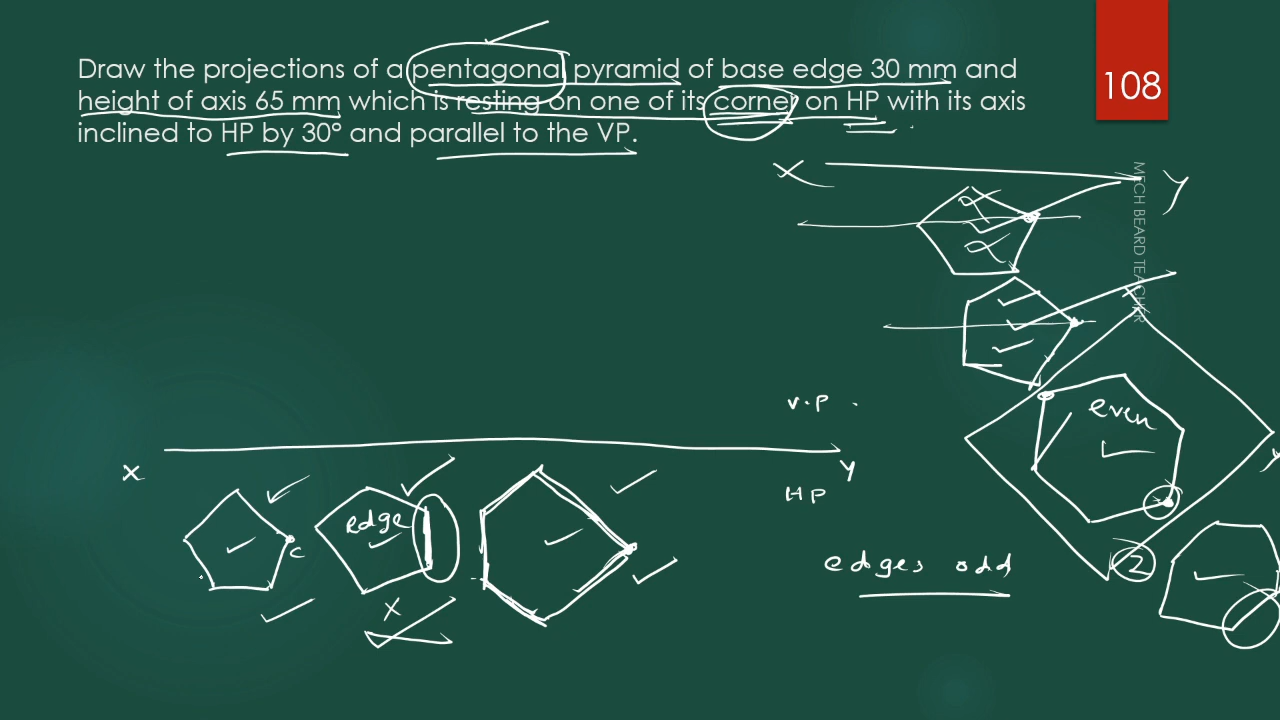 Draw the projections of a pentagonal pyramid of base edge 30 mm and
height of axis 65 mm which is resting on one of its corner on HP with its axis
inclined to HP by 30° and parallel to the VP.
108
MECH BEARD TEACHER
X
y
V.P
even
X
y
HP
edge
c
edges odd
2
X
y